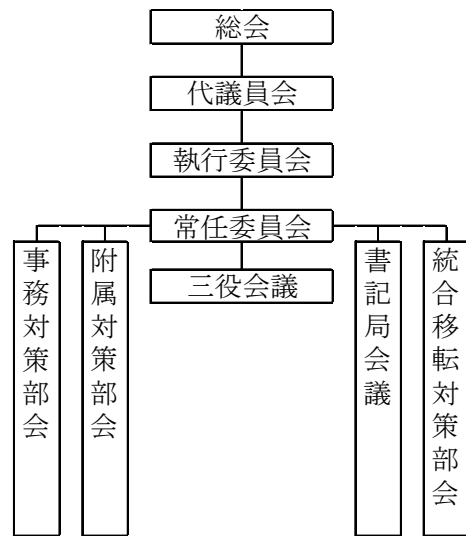 総会
代議員会
執行委員会
常任委員会
三役会議
事務対策部会
附属対策部会
書記局会議
統合移転対策部会